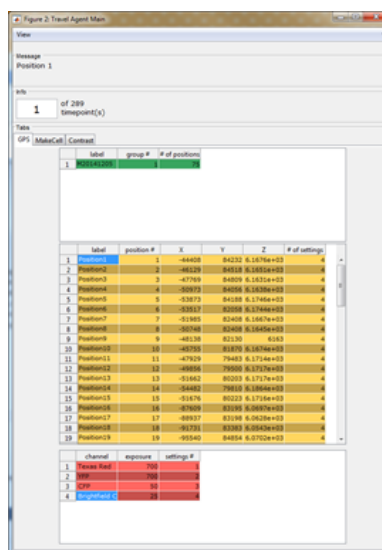 Figure 2: Travel Agent Main
View
Message
Position 1
Info
1 of 289 timepoint(s)
Tabs
GPS MakeCell Contrast
label group # # of positions
1 H20141205 1 75
label position # X Y Z # of settings
1 Position1 1 -44408 84232 6.1676e+03 4
2 Position2 2 -46129 84518 6.1651e+03 4
3 Position3 3 -47769 84809 6.1631e+03 4
4 Position4 4 -50973 84056 6.1635e+03 4
5 Position5 5 -53873 84188 6.1746e+03 4
6 Position6 6 -53517 82058 6.1744e+03 4
7 Position7 7 -51985 82408 6.1667e+03 4
8 Position8 8 -50748 82408 6.1645e+03 4
9 Position9 9 -48138 82130 6163 4
10 Position10 10 -45755 81870 6.1674e+03 4
11 Position11 11 -47929 79483 6.1714e+03 4
12 Position12 12 -49856 79500 6.1717e+03 4
13 Position13 13 -51662 80203 6.1717e+03 4
14 Position14 14 -54482 79810 6.1864e+03 4
15 Position15 15 -51676 80223 6.1716e+03 4
16 Position16 16 -87609 83195 6.0697e+03 4
17 Position17 17 -88937 83198 6.0628e+03 4
18 Position18 18 -91731 83383 6.0543e+03 4
19 Position19 19 -95540 84854 6.0702e+03 4
channel exposure settings #
1 Texas Red 700 1
2 YFP 700 2
3 CFP 50 3
4 Brightfield C 25 4